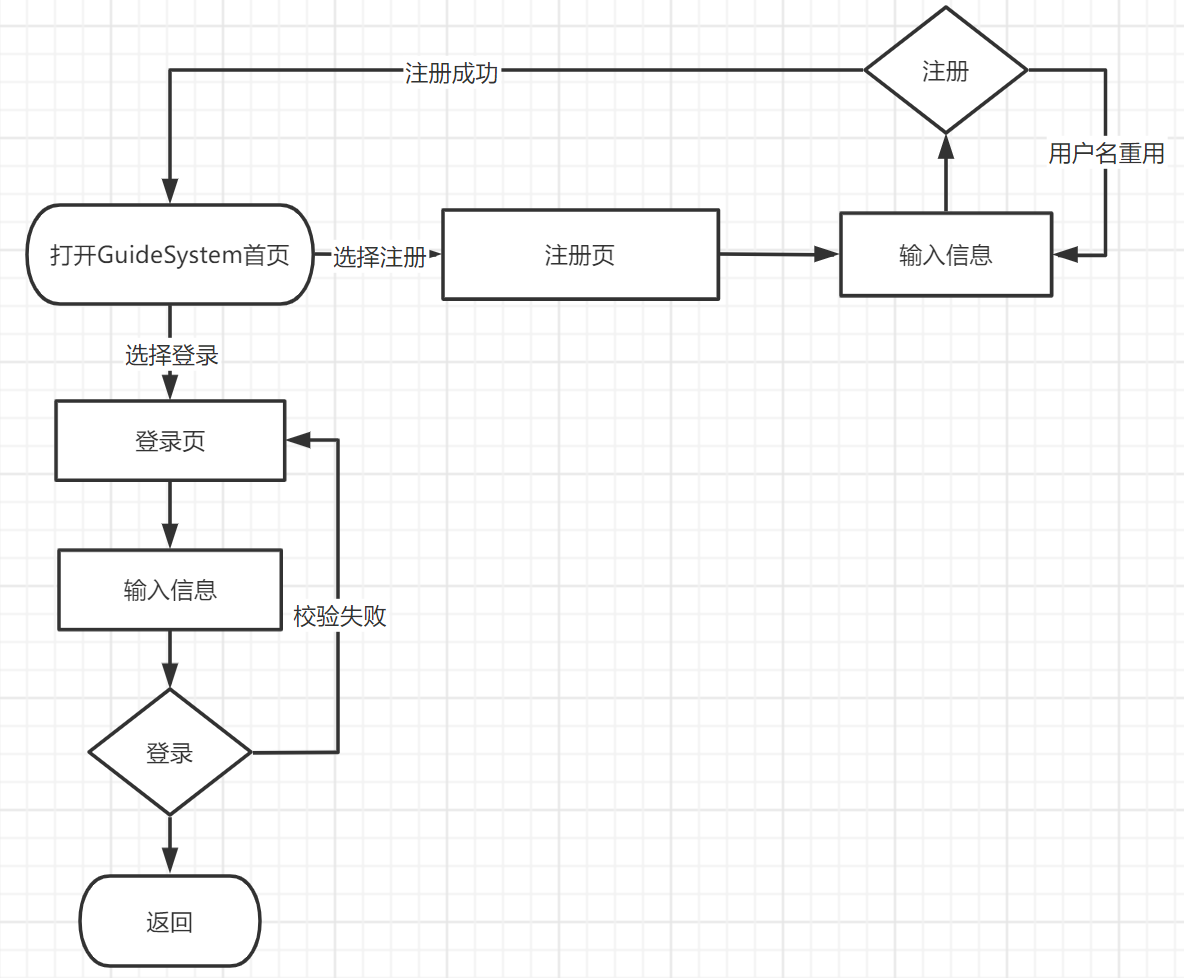 注册
注册成功
用户名重用
打开GuideSystem首页
选择注册
注册页
输入信息
选择登录
登录页
输入信息
校验失败
登录
返回